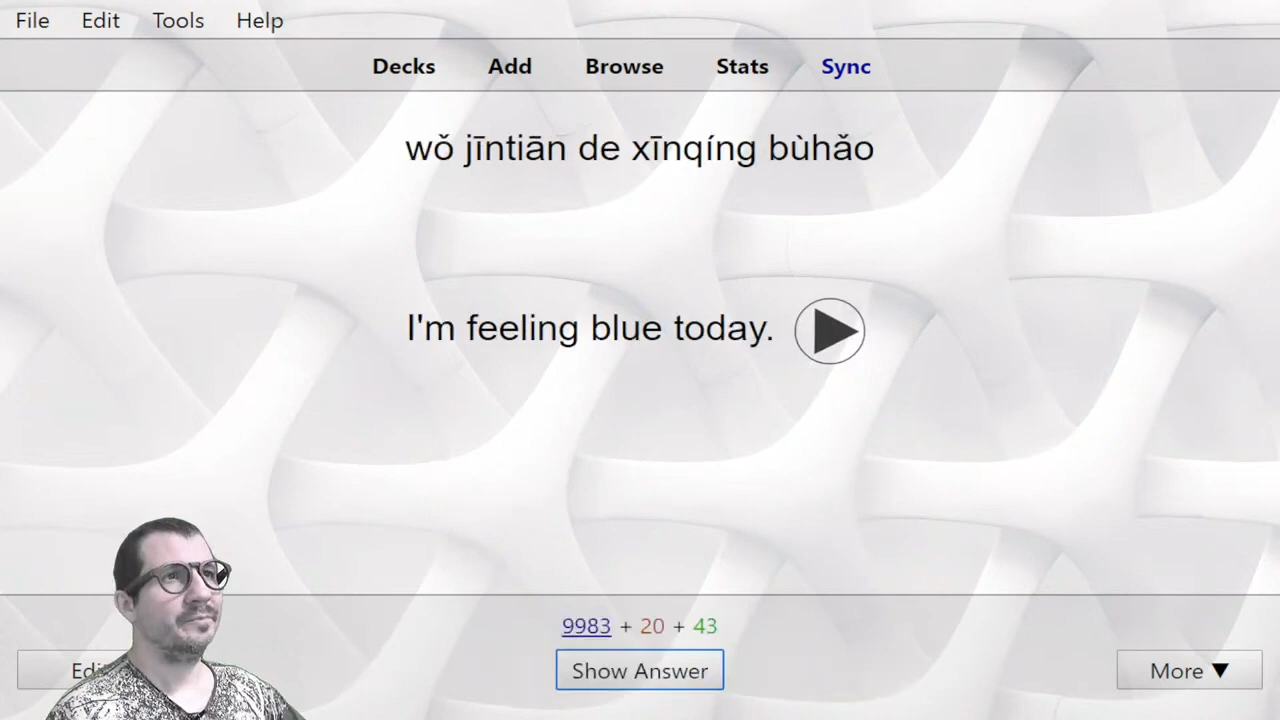 File Edit Tools Help
Decks Add Browse Stats Sync
wǒ jīntiān de xīnqíng bùhǎo
I'm feeling blue today.
9983 + 20 + 43
Show Answer More ▼